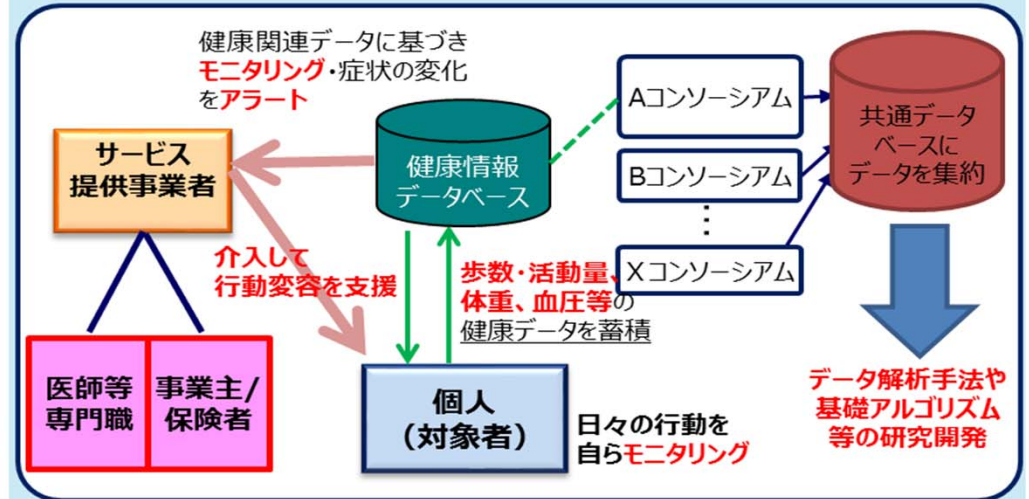 健康関連データに基づき
モニタリング・症状の変化
をアラート
サービス
提供事業者
健康情報
データベース
Aコンソーシアム
Bコンソーシアム
⋮
Xコンソーシアム
共通データ
ベースに
データを集約
介入して
行動変容を支援
歩数・活動量、
体重、血圧等の
健康データを蓄積
医師等
専門職
事業主/
保険者
個人
（対象者）
日々の行動を
自らモニタリング
データ解析手法や
基礎アルゴリズム
等の研究開発